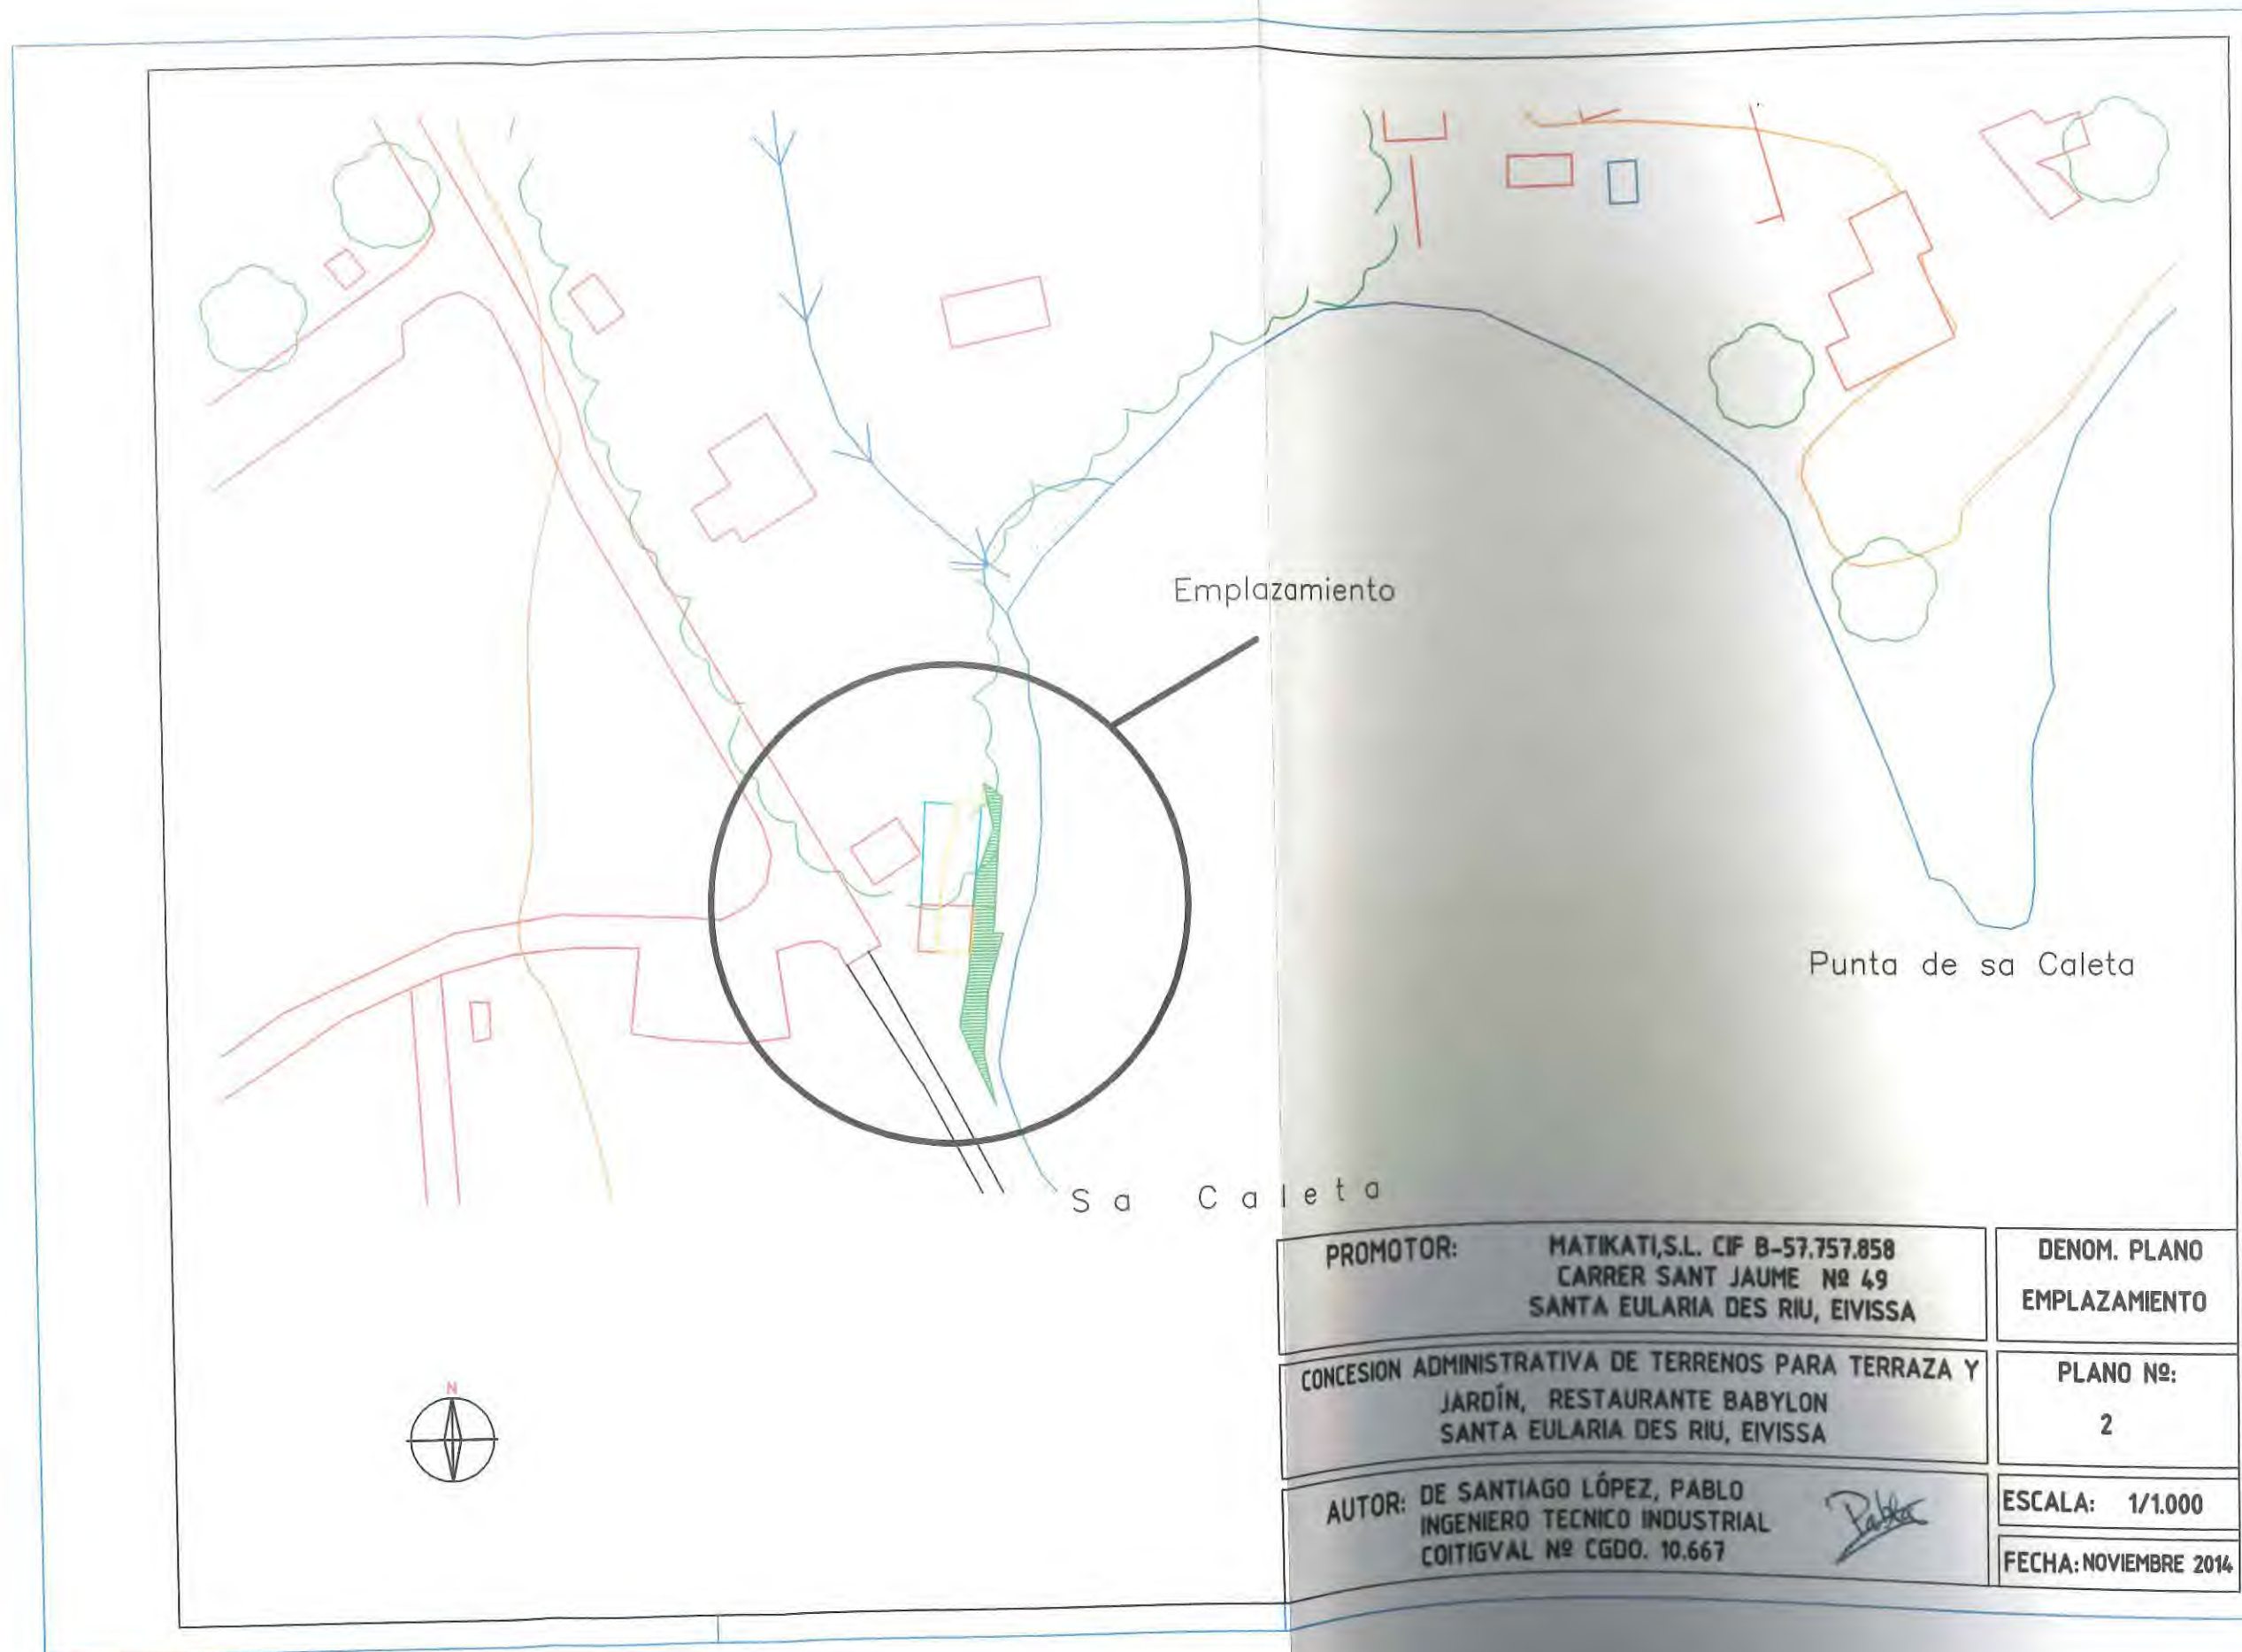 Emplazamiento
Punta de sa Caleta
Sa Caleta
N
PROMOTOR: MATIKATI,S.L. CIF B-57.757.858
CARRER SANT JAUME Nº 49
SANTA EULARIA DES RIU, EIVISSA
DENOM. PLANO
EMPLAZAMIENTO
CONCESION ADMINISTRATIVA DE TERRENOS PARA TERRAZA Y
JARDÍN, RESTAURANTE BABYLON
SANTA EULARIA DES RIU, EIVISSA
PLANO Nº:
2
AUTOR: DE SANTIAGO LÓPEZ, PABLO
INGENIERO TECNICO INDUSTRIAL
COITIGVAL Nº CGDO. 10.667
Pablo
ESCALA: 1/1.000
FECHA: NOVIEMBRE 2014